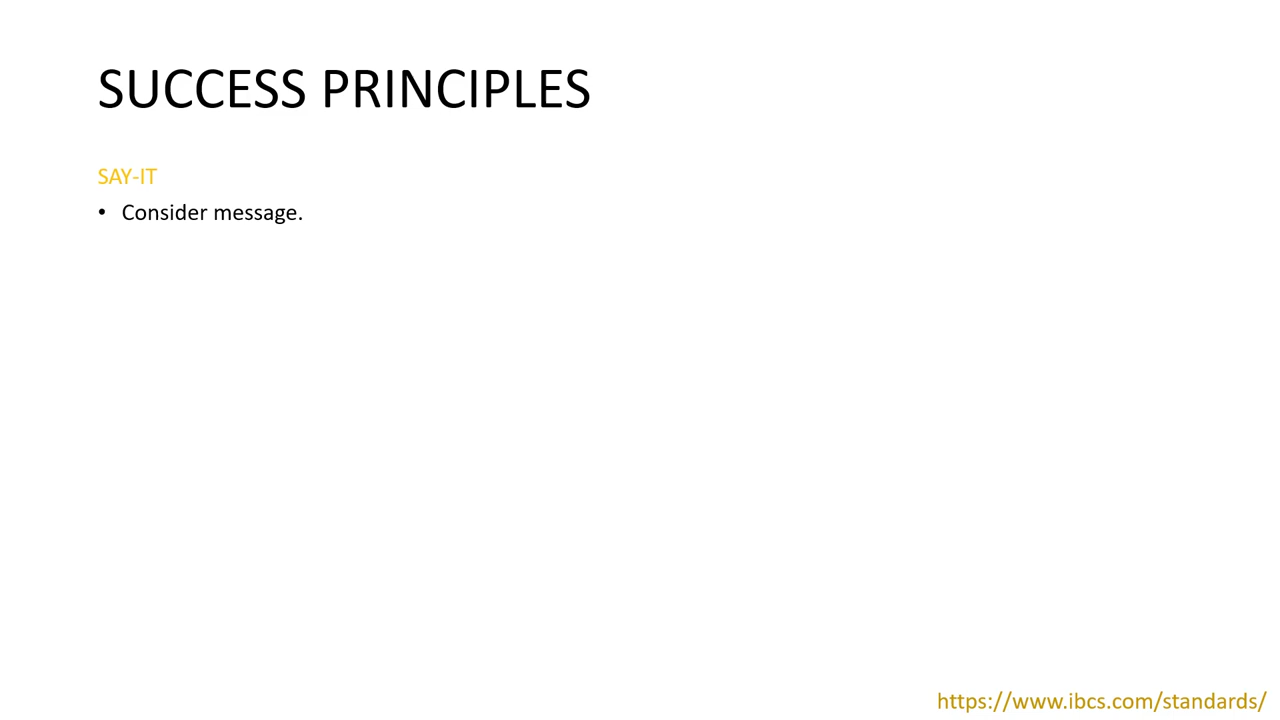 SUCCESS PRINCIPLES
SAY-IT
• Consider message.
https://www.ibcs.com/standards/